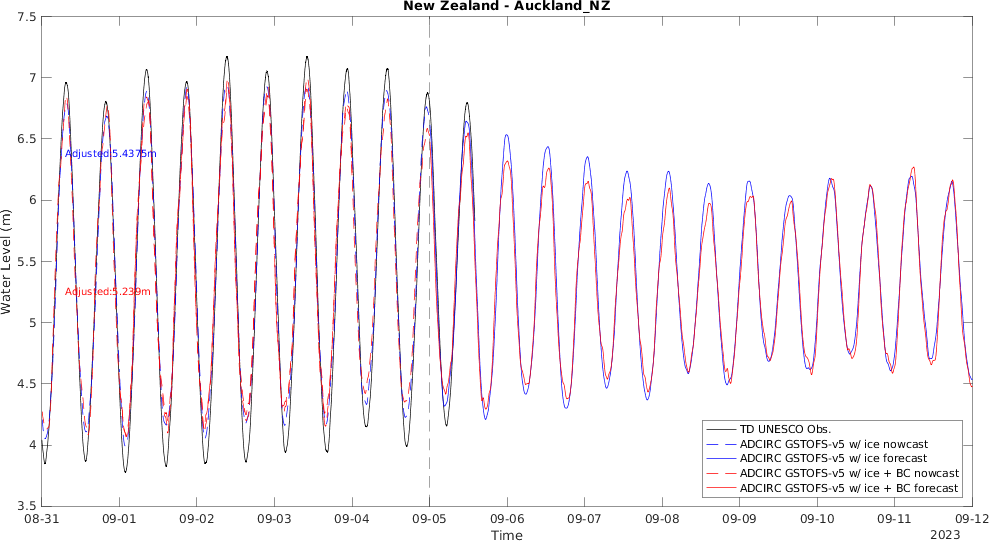 New Zealand - Auckland_NZ
7.5
7
6.5
6
5.5
5
4.5
4
3.5
Water Level (m)
Adjusted:5.4375m
Adjusted:5.239m
TD UNESCO Obs.
ADCIRC GSTOFS-v5 w/ ice nowcast
ADCIRC GSTOFS-v5 w/ ice forecast
ADCIRC GSTOFS-v5 w/ ice + BC nowcast
ADCIRC GSTOFS-v5 w/ ice + BC forecast
08-31 09-01 09-02 09-03 09-04 09-05 09-06 09-07 09-08 09-09 09-10 09-11 09-12
Time
2023